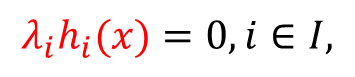 λᵢhᵢ(x) = 0, i ∈ I,